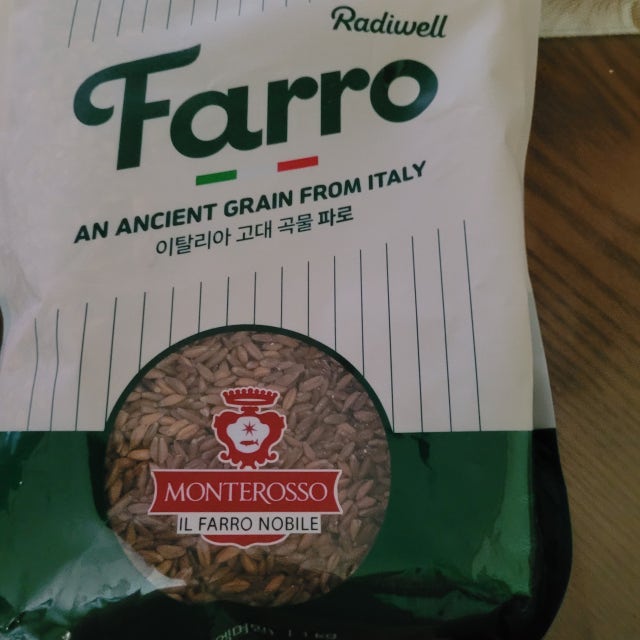 Radiwell
Farro
AN ANCIENT GRAIN FROM ITALY
이탈리아 고대 곡물 파로
MONTEROSSO
IL FARRO NOBILE